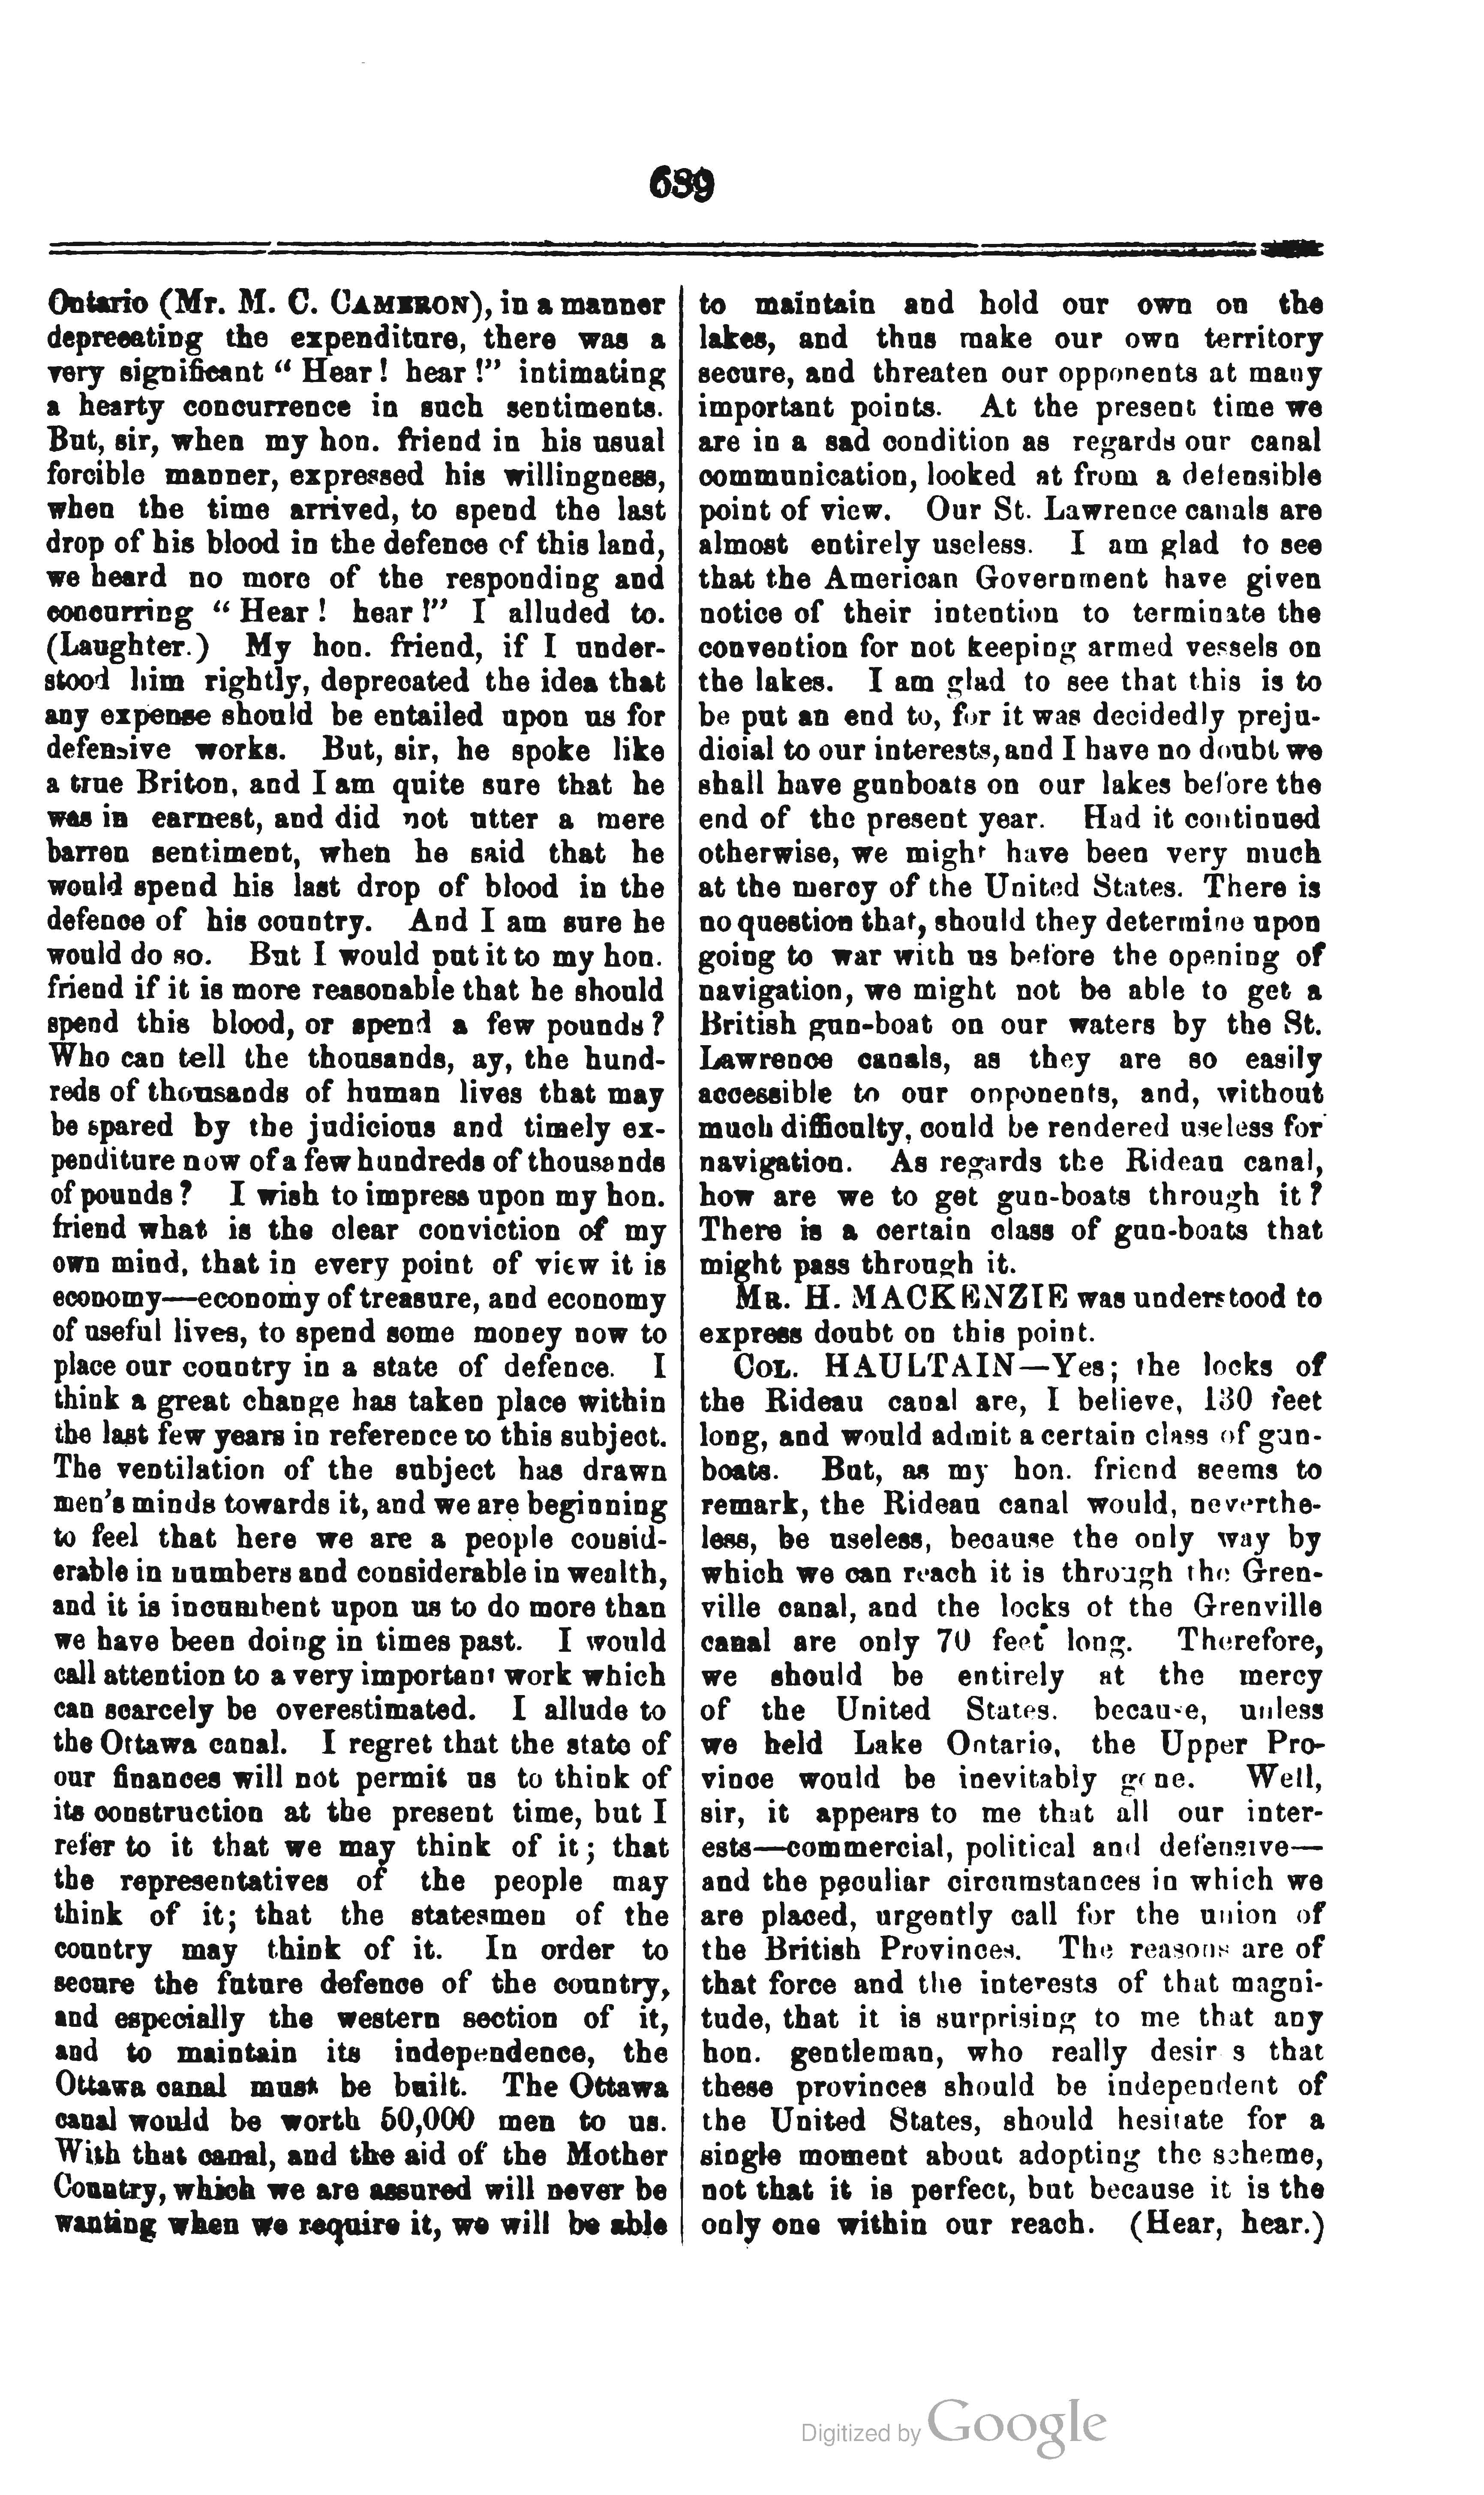 639
Ontario (Mr. M. C. CAMERON), in a manner
deprecating the expenditure, there was a
very significant “ Hear ! hear !” intimating
a hearty concurrence in such sentiments.
But, sir, when my hon. friend in his usual
forcible manner, expressed his willingness,
when the time arrived, to spend the last
drop of his blood in the defence of this land,
we heard no more of the responding and
concurring “ Hear ! hear !” I alluded to.
(Laughter.) My hon. friend, if I under-
stood him rightly, deprecated the idea that
any expense should be entailed upon us for
defensive works. But, sir, he spoke like
a true Briton, and I am quite sure that he
was in earnest, and did not utter a mere
barren sentiment, when he said that he
would spend his last drop of blood in the
defence of his country. And I am sure he
would do so. But I would put it to my hon.
friend if it is more reasonable that he should
spend this blood, or spend a few pounds ?
Who can tell the thousands, ay, the hund-
reds of thousands of human lives that may
be spared by the judicious and timely ex-
penditure now of a few hundreds of thousands
of pounds ? I wish to impress upon my hon.
friend what is the clear conviction of my
own mind, that in every point of view it is
economy—economy of treasure, and economy
of useful lives, to spend some money now to
place our country in a state of defence. I
think a great change has taken place within
the last few years in reference to this subject.
The ventilation of the subject has drawn
men's minds towards it, and we are beginning
to feel that here we are a people consid-
erable in numbers and considerable in wealth,
and it is incumbent upon us to do more than
we have been doing in times past. I would
call attention to a very important work which
can scarcely be overestimated. I allude to
the Ottawa canal. I regret that the state of
our finances will not permit us to think of
its construction at the present time, but I
refer to it that we may think of it ; that
the representatives of the people may
think of it; that the statesmen of the
country may think of it. In order to
secure the future defence of the country,
and especially the western section of it,
and to maintain its independence, the
Ottawa canal must be built. The Ottawa
canal would be worth 50,000 men to us.
With that canal, and the aid of the Mother
Country, which we are assured will never be
wanting when we require it, we will be able
to maintain and hold our own on the
lakes, and thus make our own territory
secure, and threaten our opponents at many
important points. At the present time we
are in a sad condition as regards our canal
communication, looked at from a defensible
point of view. Our St. Lawrence canals are
almost entirely useless. I am glad to see
that the American Government have given
notice of their intention to terminate the
convention for not keeping armed vessels on
the lakes. I am glad to see that this is to
be put an end to, for it was decidedly preju-
dicial to our interests, and I have no doubt we
shall have gunboats on our lakes before the
end of the present year. Had it continued
otherwise, we might have been very much
at the mercy of the United States. There is
no question that, should they determine upon
going to war with us before the opening of
navigation, we might not be able to get a
British gun-boat on our waters by the St.
Lawrence canals, as they are so easily
accessible to our opponents, and, without
much difficulty, could be rendered useless for
navigation. As regards the Rideau canal,
how are we to get gun-boats through it ?
There is a certain class of gun-boats that
might pass through it.
MR. H. MACKENZIE was understood to
express doubt on this point.
COL. HAULTAIN—Yes; the locks of
the Rideau canal are, I believe, 130 feet
long, and would admit a certain class of gun-
boats. But, as my hon. friend seems to
remark, the Rideau canal would, neverthe-
less, be useless, because the only way by
which we can reach it is through the Gren-
ville canal, and the locks of the Grenville
canal are only 70 feet long. Therefore,
we should be entirely at the mercy
of the United States. because, unless
we held Lake Ontario, the Upper Pro-
vince would be inevitably gone. Well,
sir, it appears to me that all our inter-
ests—commercial, political and defensive—
and the peculiar circumstances in which we
are placed, urgently call for the union of
the British Provinces. The reasons are of
that force and the interests of that magni-
tude, that it is surprising to me that any
hon. gentleman, who really desir s that
these provinces should be independent of
the United States, should hesitate for a
single moment about adopting the scheme,
not that it is perfect, but because it is the
only one within our reach. (Hear, hear.)
Digitized by Google